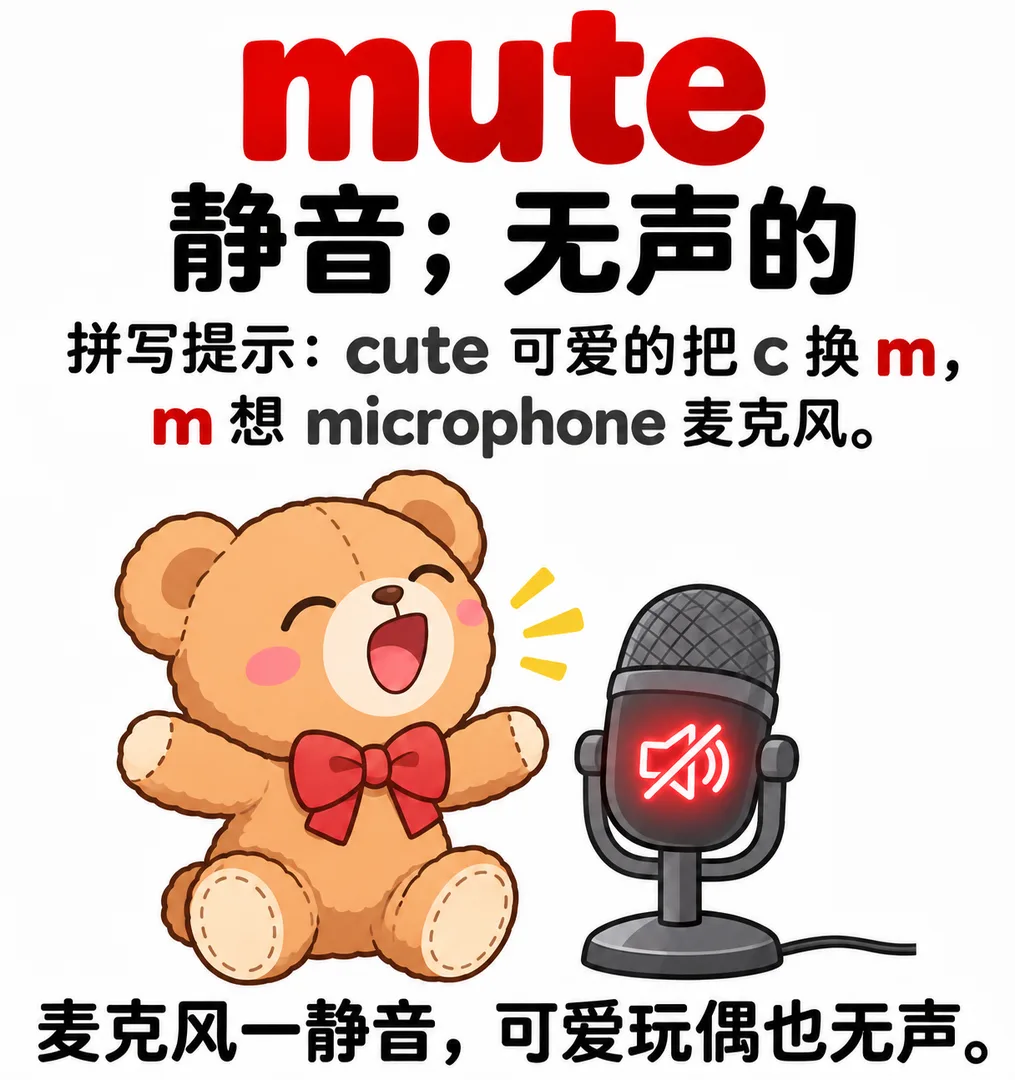 mute
静音；无声的
拼写提示：cute 可爱的把 c 换 m，
m 想 microphone 麦克风。
麦克风一静音，可爱玩偶也无声。